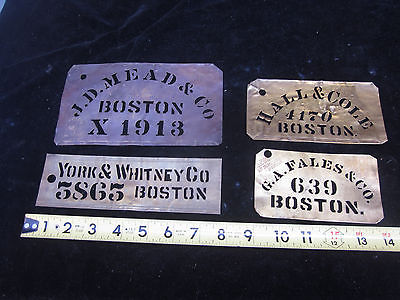 J.D. MEAD & CO
BOSTON
X 1913
HALL & COLE
4170
BOSTON.
YORK & WHITNEY CO
5865 BOSTON
G.A. FALES & CO.
639
BOSTON.
1 2 3 4 5 6 7 8 9 10 11 12 13 14